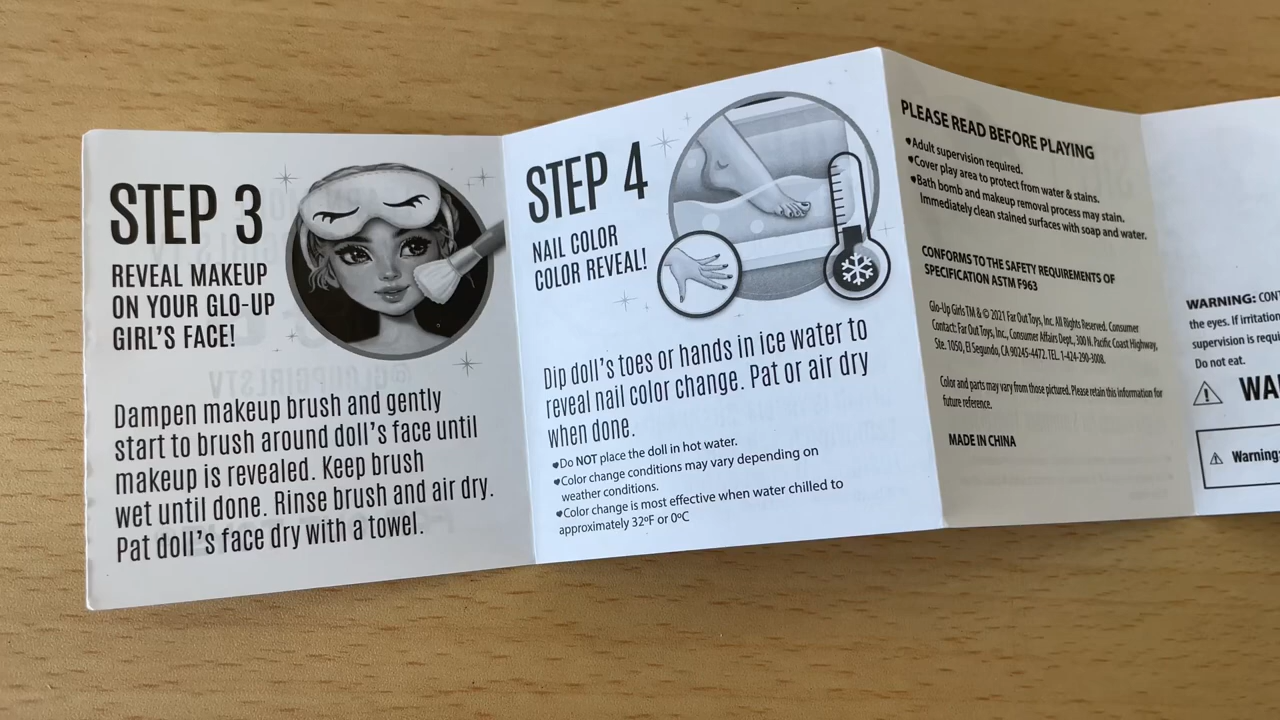 STEP 3
REVEAL MAKEUP
ON YOUR GLO-UP
GIRL'S FACE!
Dampen makeup brush and gently
start to brush around doll's face until
makeup is revealed. Keep brush
wet until done. Rinse brush and air dry.
Pat doll's face dry with a towel.
STEP 4
NAIL COLOR
COLOR REVEAL!
Dip doll's toes or hands in ice water to
reveal nail color change. Pat or air dry
when done.
Do NOT place the doll in hot water.
Color change conditions may vary depending on
weather conditions.
Color change is most effective when water chilled to
approximately 32ºF or 0ºC
PLEASE READ BEFORE PLAYING
Adult supervision required.
Cover play area to protect from water & stains.
Bath bomb and makeup removal process may stain.
Immediately clean stained surfaces with soap and water.
CONFORMS TO THE SAFETY REQUIREMENTS OF
SPECIFICATION ASTM F963
Glo-Up Girls TM & © 2021 Far Out Toys, Inc. All Rights Reserved. Consumer
Contact: Far Out Toys, Inc., Consumer Affairs Dept., 300 N. Pacific Coast Highway,
Ste. 1050, El Segundo, CA 90245-4472. TEL. 1-424-290-3008.
Color and parts may vary from those pictured. Please retain this information for
future reference.
MADE IN CHINA
WARNING: CONT
the eyes. If irritation
supervision is requi
Do not eat.
WA
Warning: